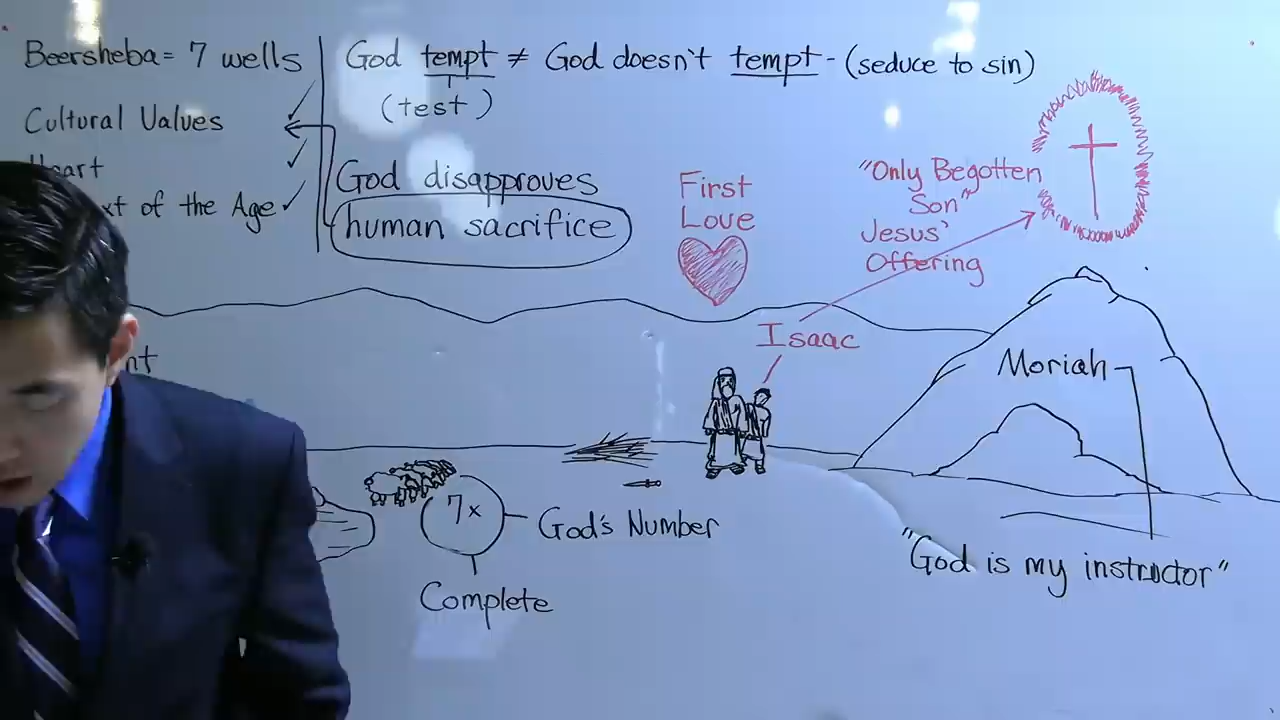 Beersheba = 7 wells
God tempt ≠ God doesn't tempt - (seduce to sin)
(test)
Cultural Values
of the Age
God disapproves
human sacrifice
First
Love
"Only Begotten
Son"
Jesus'
Offering
Isaac
Moriah
7x
God's Number
Complete
"God is my instructor"